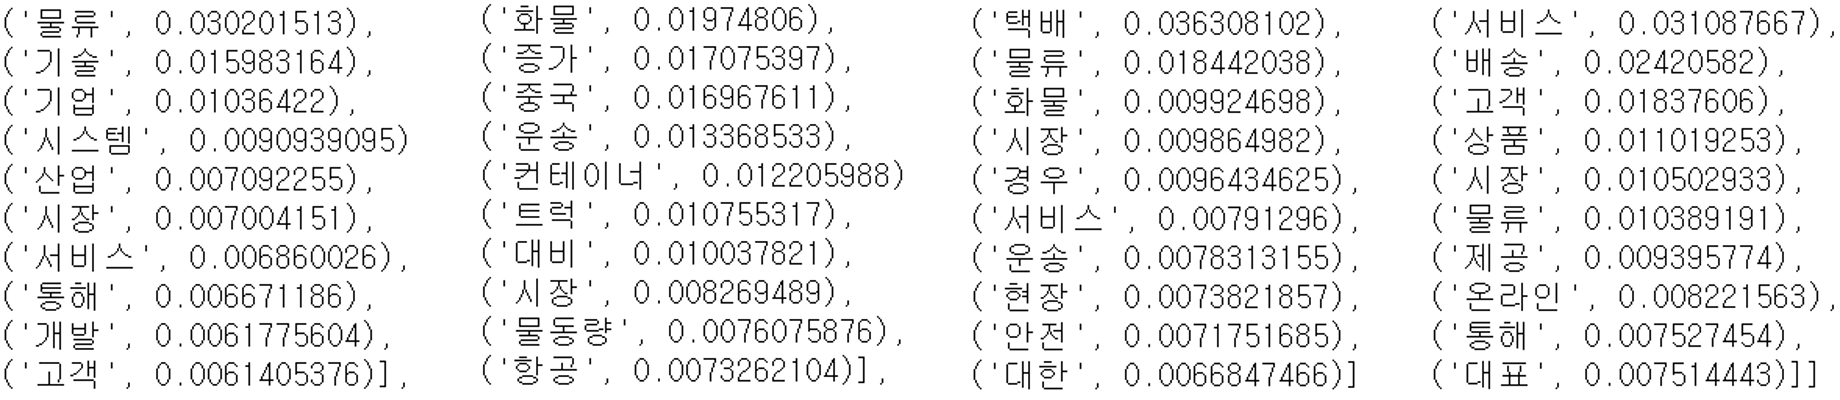 ('물류', 0.030201513),
('기술', 0.015983164),
('기업', 0.01036422),
('시스템', 0.0090939095)
('산업', 0.007092255),
('시장', 0.007004151),
('서비스', 0.006860026),
('통해', 0.006671186),
('개발', 0.0061775604),
('고객', 0.0061405376)],
('화물', 0.01974806),
('증가', 0.017075397),
('중국', 0.016967611),
('운송', 0.013368533),
('컨테이너', 0.012205988)
('트럭', 0.010755317),
('대비', 0.010037821),
('시장', 0.008269489),
('물동량', 0.0076075876),
('항공', 0.0073262104)],
('택배', 0.036308102),
('물류', 0.018442038),
('화물', 0.009924698),
('시장', 0.009864982),
('경우', 0.0096434625),
('서비스', 0.00791296),
('운송', 0.0078313155),
('현장', 0.0073821857),
('안전', 0.0071751685),
('대한', 0.0066847466)]
('서비스', 0.031087667),
('배송', 0.02420582),
('고객', 0.01837606),
('상품', 0.011019253),
('시장', 0.010502933),
('물류', 0.010389191),
('제공', 0.009395774),
('온라인', 0.008221563),
('통해', 0.007527454),
('대표', 0.007514443)]]